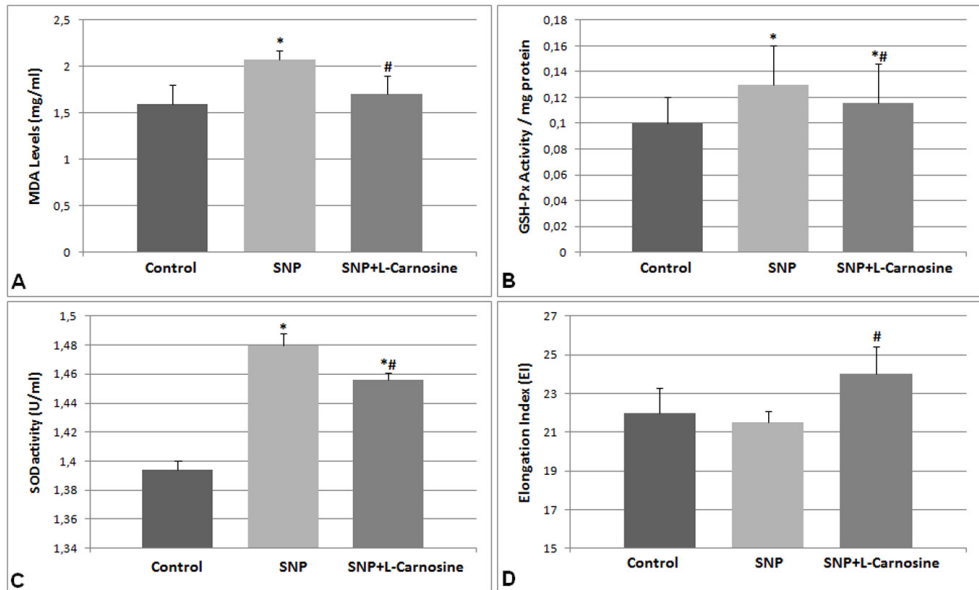 MDA Levels (mg/ml)
2,5
2
1,5
1
0,5
0
*
#
Control
SNP
SNP+L-Carnosine
A
GSH-Px Activity / mg protein
0,18
0,16
0,14
0,12
0,1
0,08
0,06
0,04
0,02
0
*
*#
Control
SNP
SNP+L-Carnosine
B
SOD activity (U/ml)
1,5
1,48
1,46
1,44
1,42
1,4
1,38
1,36
1,34
*
*#
Control
SNP
SNP+L-Carnosine
C
Elongation Index (EI)
27
25
23
21
19
17
15
#
Control
SNP
SNP+L-Carnosine
D